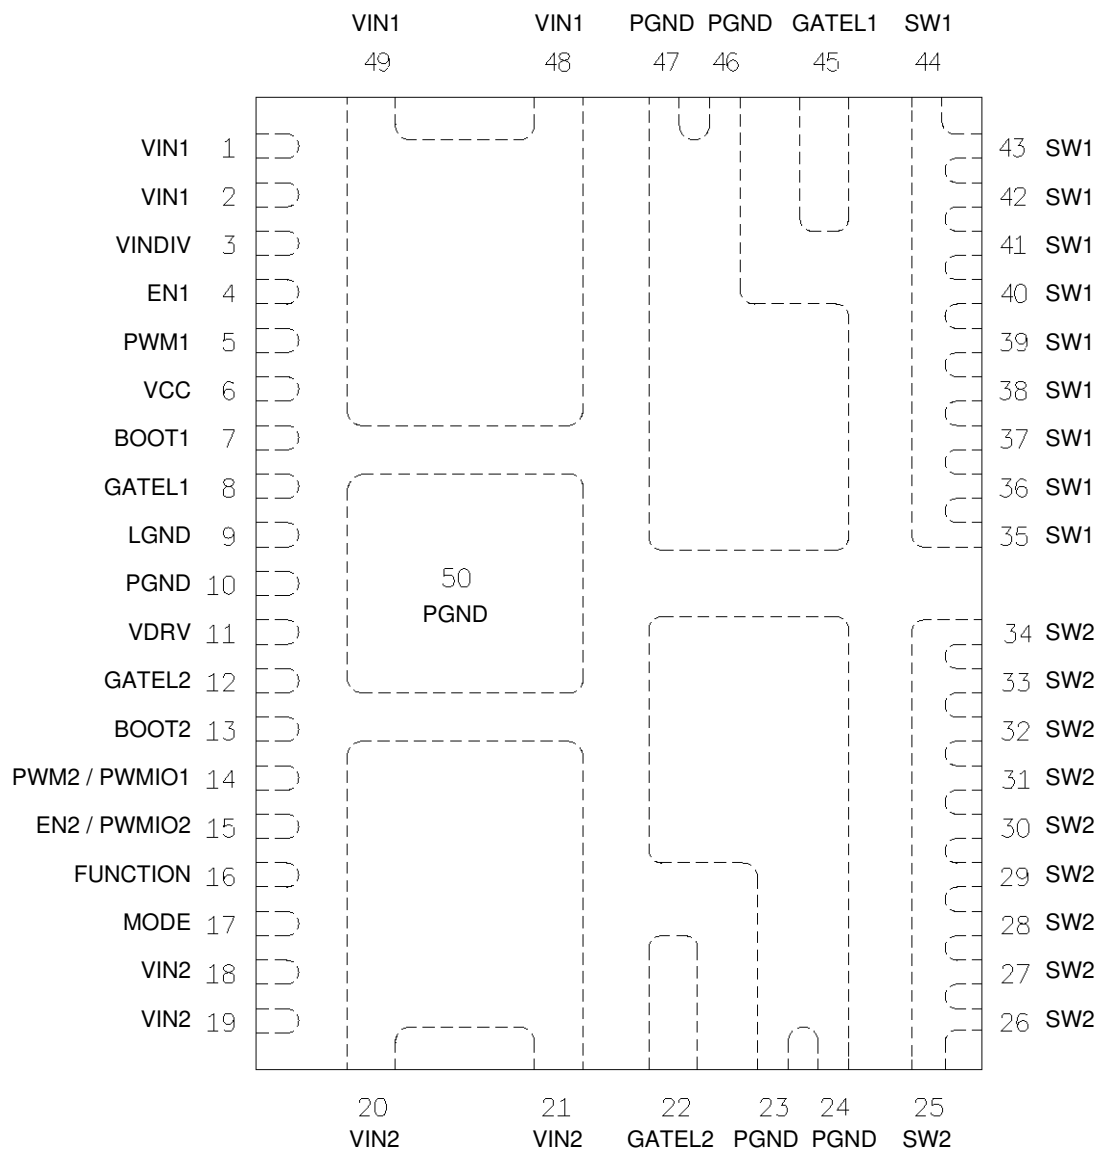 VIN1 VIN1 PGND PGND GATEL1 SW1
49 48 47 46 45 44
VIN1 1 43 SW1
VIN1 2 42 SW1
VINDIV 3 41 SW1
EN1 4 40 SW1
PWM1 5 39 SW1
VCC 6 38 SW1
BOOT1 7 37 SW1
GATEL1 8 36 SW1
LGND 9 35 SW1
PGND 10
50
PGND
VDRV 11 34 SW2
GATEL2 12 33 SW2
BOOT2 13 32 SW2
PWM2 / PWMIO1 14 31 SW2
EN2 / PWMIO2 15 30 SW2
FUNCTION 16 29 SW2
MODE 17 28 SW2
VIN2 18 27 SW2
VIN2 19 26 SW2
20 21 22 23 24 25
VIN2 VIN2 GATEL2 PGND PGND SW2